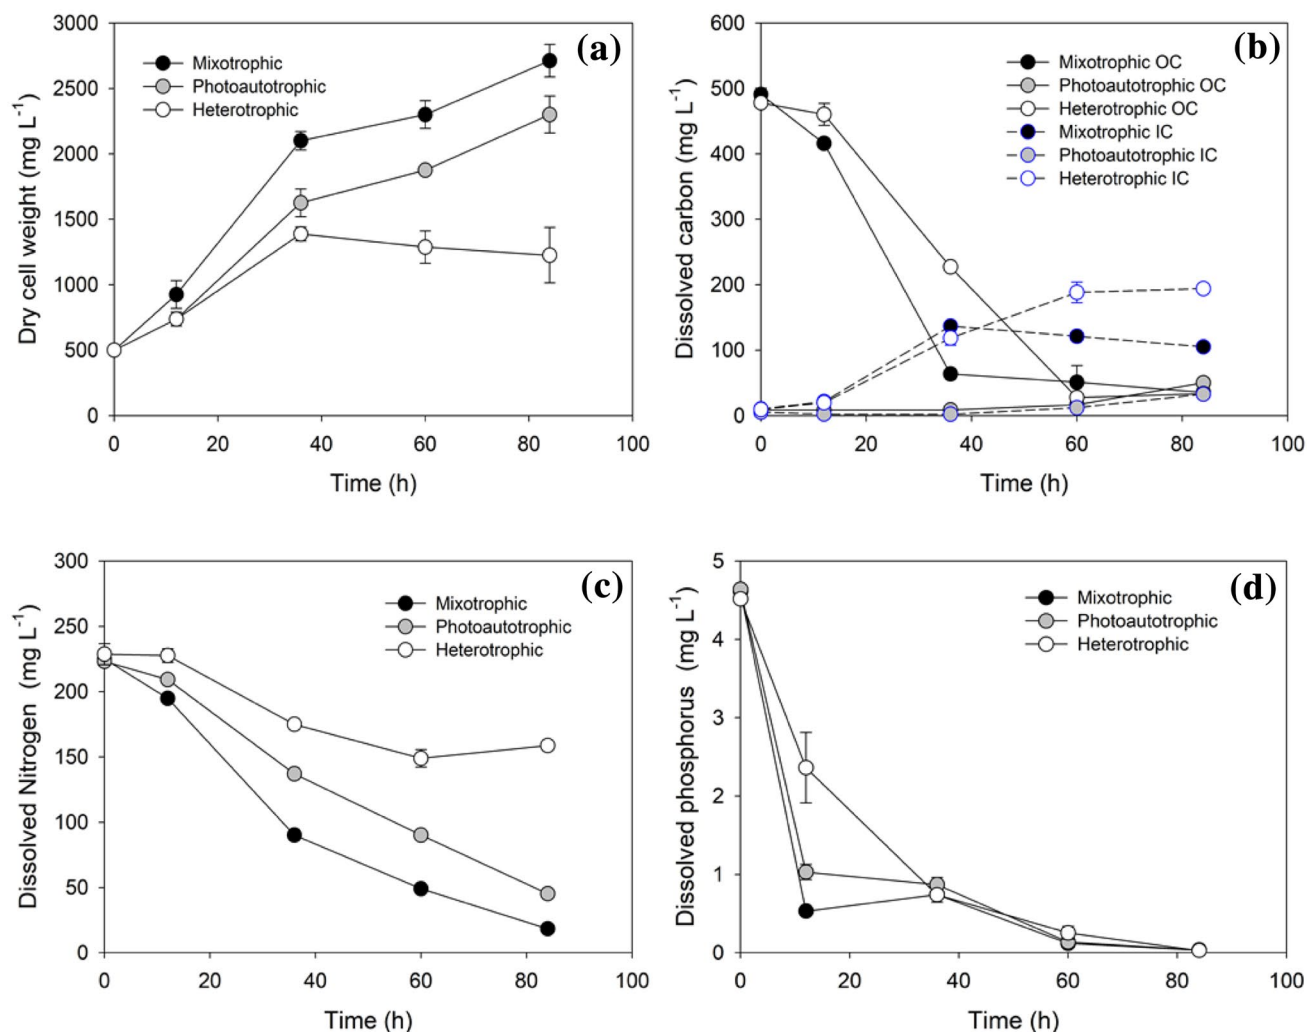 (a)
Mixotrophic
Photoautotrophic
Heterotrophic
3000
2500
2000
1500
1000
500
0
Dry cell weight (mg L-1)
0 20 40 60 80 100
Time (h)
(b)
Mixotrophic OC
Photoautotrophic OC
Heterotrophic OC
Mixotrophic IC
Photoautotrophic IC
Heterotrophic IC
600
500
400
300
200
100
0
Dissolved carbon (mg L-1)
0 20 40 60 80 100
Time (h)
(c)
Mixotrophic
Photoautotrophic
Heterotrophic
300
250
200
150
100
50
0
Dissolved Nitrogen (mg L-1)
0 20 40 60 80 100
Time (h)
(d)
Mixotrophic
Photoautotrophic
Heterotrophic
5
4
3
2
1
0
Dissolved phosphorus (mg L-1)
0 20 40 60 80 100
Time (h)